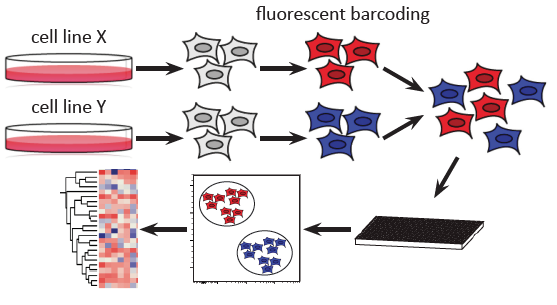 fluorescent barcoding
cell line X
cell line Y